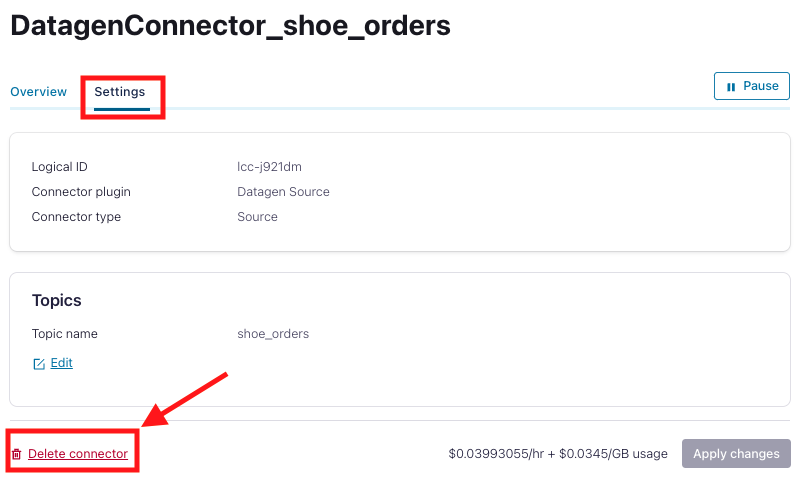 DatagenConnector_shoe_orders
Overview Settings Pause
Logical ID lcc-j921dm
Connector plugin Datagen Source
Connector type Source
Topics
Topic name shoe_orders
Edit
Delete connector $0.03993055/hr + $0.0345/GB usage Apply changes